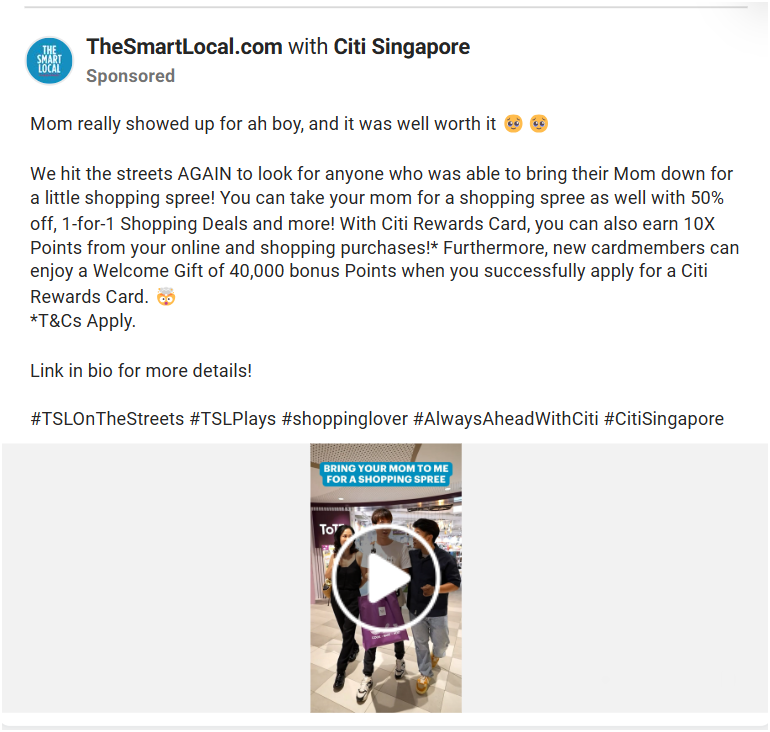 THE
SMART
LOCAL
TheSmartLocal.com with Citi Singapore
Sponsored
Mom really showed up for ah boy, and it was well worth it 🥹 🥹
We hit the streets AGAIN to look for anyone who was able to bring their Mom down for
a little shopping spree! You can take your mom for a shopping spree as well with 50%
off, 1-for-1 Shopping Deals and more! With Citi Rewards Card, you can also earn 10X
Points from your online and shopping purchases!* Furthermore, new cardmembers can
enjoy a Welcome Gift of 40,000 bonus Points when you successfully apply for a Citi
Rewards Card. 🤯
*T&Cs Apply.
Link in bio for more details!
#TSLOnTheStreets #TSLPlays #shoppinglover #AlwaysAheadWithCiti #CitiSingapore
BRING YOUR MOM TO ME
FOR A SHOPPING SPREE